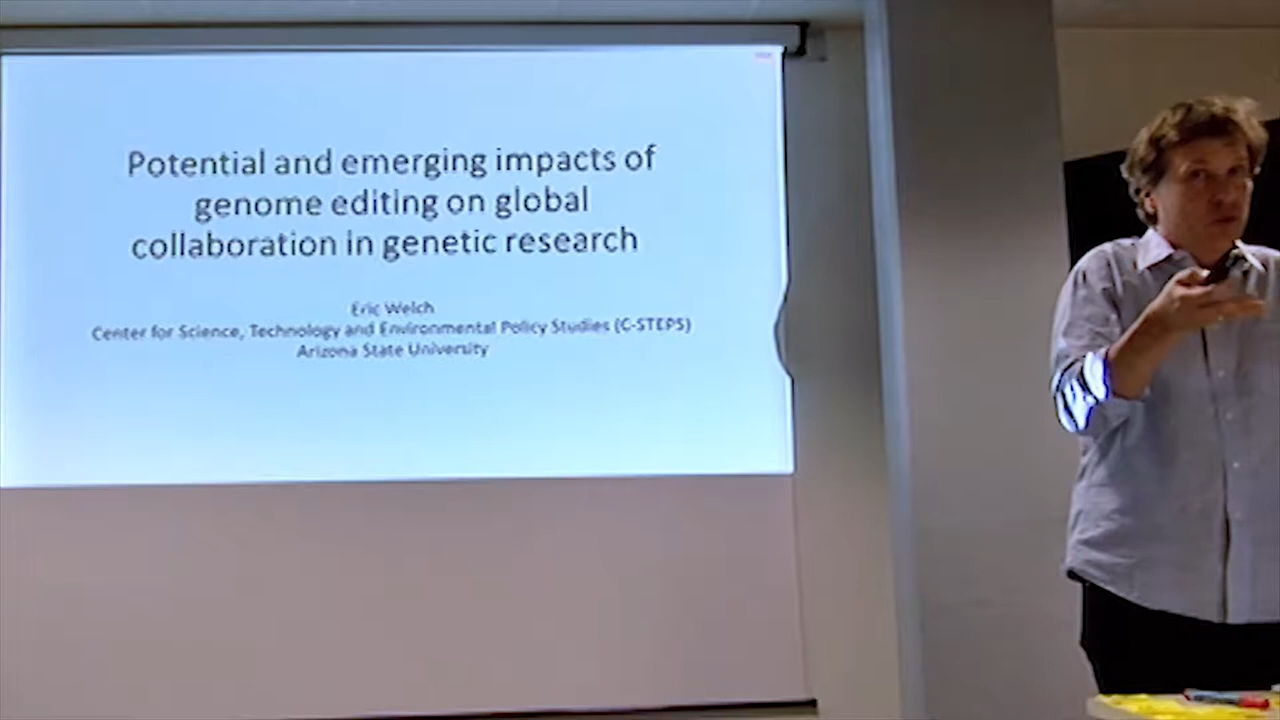 Potential and emerging impacts of
genome editing on global
collaboration in genetic research
Eric Welch
Center for Science, Technology and Environmental Policy Studies (C-STEPS)
Arizona State University